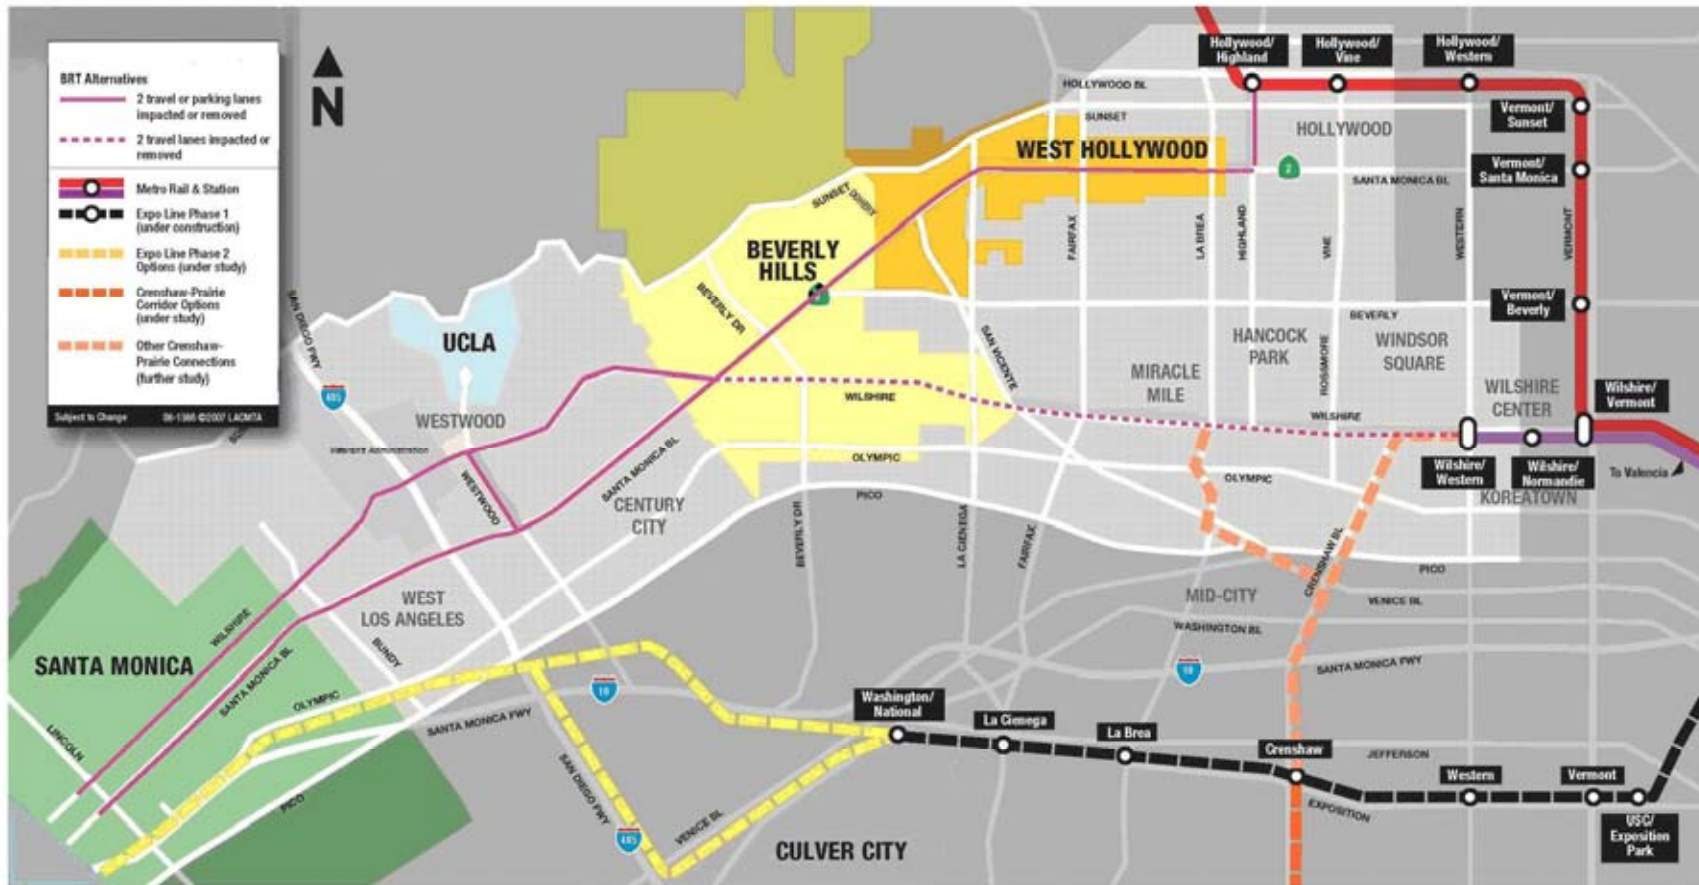 BRT Alternatives
2 travel or parking lanes
impacted or removed
2 travel lanes impacted or
removed
Metro Rail & Station
Expo Line Phase 1
(under construction)
Expo Line Phase 2
Options (under study)
Crenshaw-Prairie
Corridor Options
(under study)
Other Crenshaw-
Prairie Connections
(further study)
Subject to Change
©2007 LACMTA
N
Hollywood/
Highland
Hollywood/
Vine
Hollywood/
Western
HOLLYWOOD BL
SUNSET
Vermont/
Sunset
HOLLYWOOD
WEST HOLLYWOOD
2
SANTA MONICA BL
Vermont/
Santa Monica
SUNSET
BEVERLY
HILLS
FAIRFAX
LA BREA
HIGHLAND
VINE
WESTERN
VERMONT
SAN DIEGO FWY
UCLA
BEVERLY DR
SAN VICENTE
BEVERLY
Vermont/
Beverly
HANCOCK
PARK
WINDSOR
SQUARE
ROSSMORE
MIRACLE
MILE
405
WILSHIRE
WILSHIRE
WILSHIRE
CENTER
Wilshire/
Vermont
WESTWOOD
Veterans Administration
WESTWOOD
SANTA MONICA BL
OLYMPIC
OLYMPIC
Wilshire/
Western
Wilshire/
Normandie
To Valencia
KOREATOWN
CENTURY
CITY
PICO
BEVERLY DR
LA CIENEGA
FAIRFAX
CRENSHAW BL
PICO
WEST
LOS ANGELES
MID-CITY
VENICE BL
WASHINGTON BL
WILSHIRE
BUNDY
SANTA MONICA
SANTA MONICA BL
OLYMPIC
10
10
SANTA MONICA FWY
LINCOLN
SANTA MONICA FWY
Washington/
National
La Cienega
La Brea
Crenshaw
JEFFERSON
SAN DIEGO FWY
Western
Vermont
PICO
EXPOSITION
405
VENICE BL
CULVER CITY
USC/
Exposition
Park